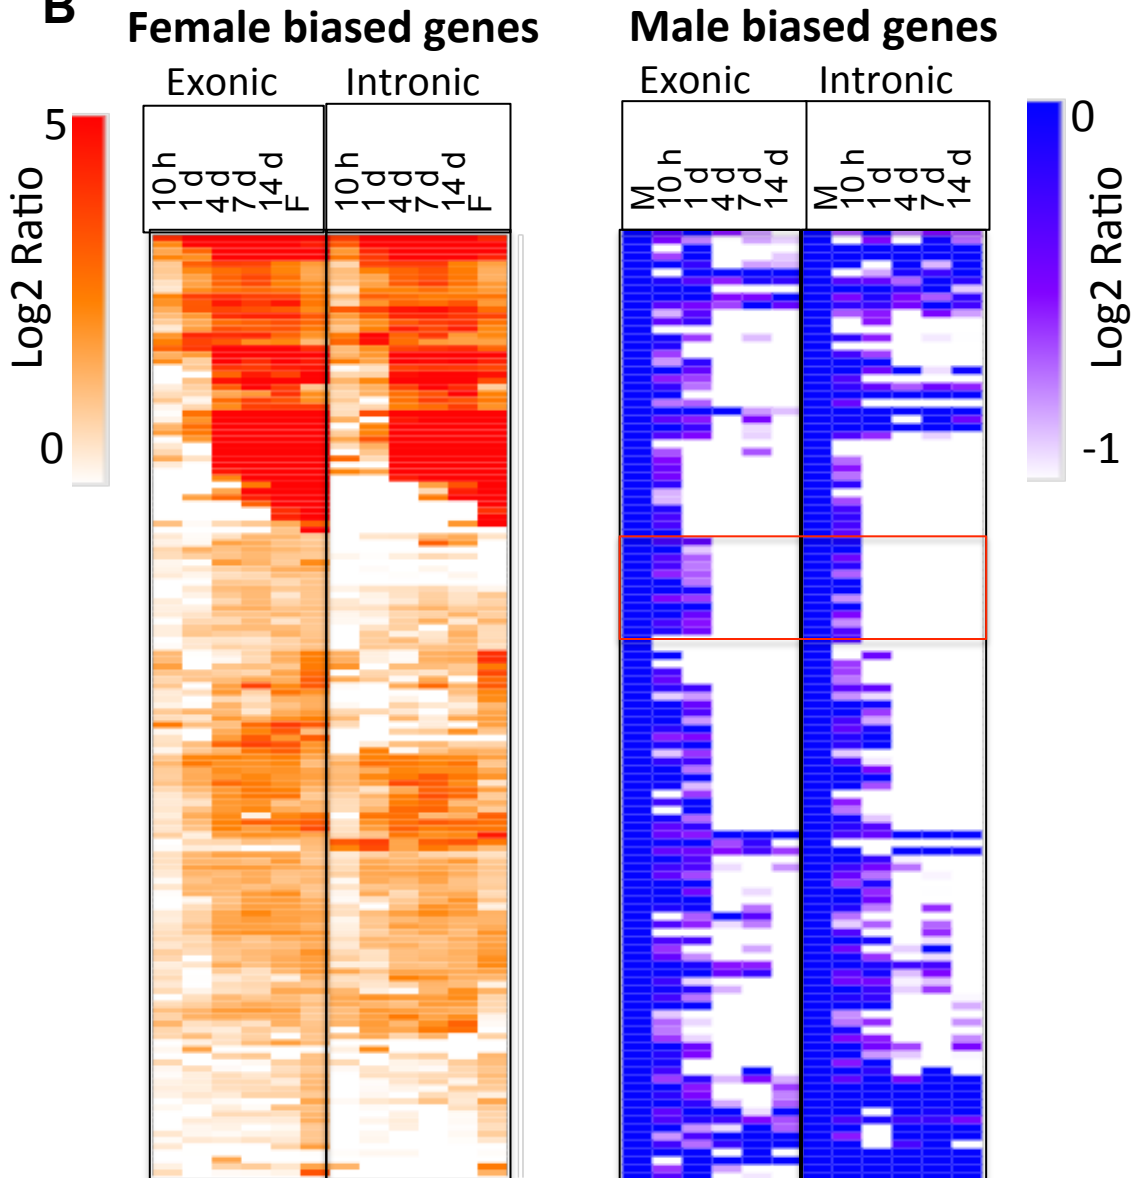 B
Female biased genes
Male biased genes
Exonic
Intronic
Exonic
Intronic
10 h
1 d
4 d
7 d
14 d
F
10 h
1 d
4 d
7 d
14 d
F
M
10 h
1 d
4 d
7 d
14 d
M
10 h
1 d
4 d
7 d
14 d
5
Log2 Ratio
0
0
Log2 Ratio
-1